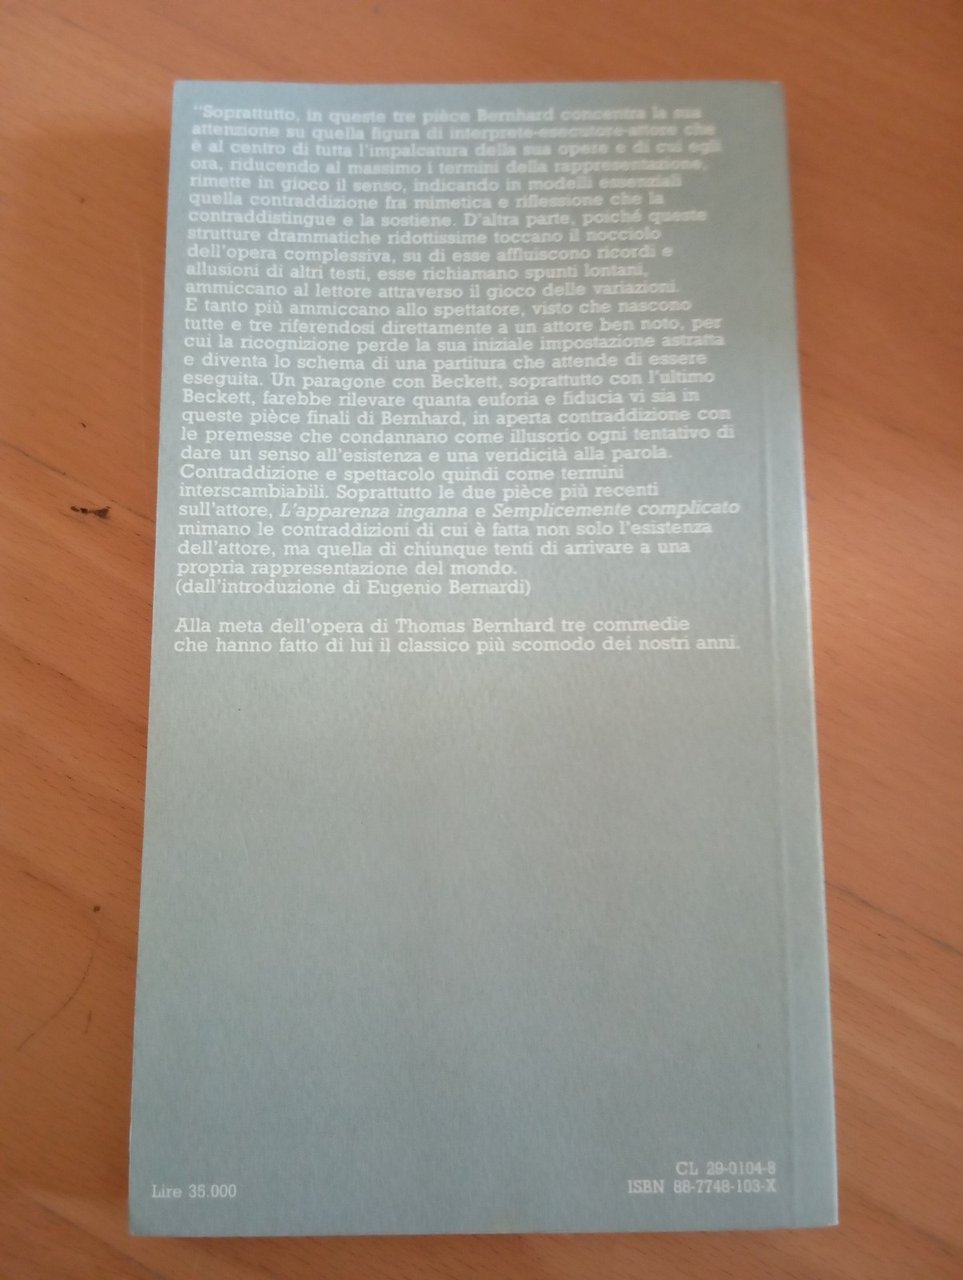 “Soprattutto, in queste tre pièce Bernhard concentra la sua
attenzione su quella figura di interprete-esecutore-attore che
è al centro di tutta l'impalcatura della sua opera e di cui egli
ora, riducendo al massimo i termini della rappresentazione,
rimette in gioco il senso, indicando in modelli essenziali
quella contraddizione fra mimetica e riflessione che la
contraddistingue e la sostiene. D'altra parte, poiché queste
strutture drammatiche ridottissime toccano il nocciolo
dell'opera complessiva, su di esse affluiscono ricordi e
allusioni di altri testi, esse richiamano spunti lontani,
ammiccano al lettore attraverso il gioco delle variazioni.
E tanto più ammiccano allo spettatore, visto che nascono
tutte e tre riferendosi direttamente a un attore ben noto, per
cui la ricognizione perde la sua iniziale impostazione astratta
e diventa lo schema di una partitura che attende di essere
eseguita. Un paragone con Beckett, soprattutto con l'ultimo
Beckett, farebbe rilevare quanta euforia e fiducia vi sia in
queste pièce finali di Bernhard, in aperta contraddizione con
le premesse che condannano come illusorio ogni tentativo di
dare un senso all'esistenza e una veridicità alla parola.
Contraddizione e spettacolo quindi come termini
interscambiabili. Soprattutto le due pièce più recenti
sull'attore, L'apparenza inganna e Semplicemente complicato
mimano le contraddizioni di cui è fatta non solo l'esistenza
dell'attore, ma quella di chiunque tenti di arrivare a una
propria rappresentazione del mondo.
(dall'introduzione di Eugenio Bernardi)
Alla meta dell'opera di Thomas Bernhard tre commedie
che hanno fatto di lui il classico più scomodo dei nostri anni.
Lire 35.000
CL 29-0104-8
ISBN 88-7748-103-X